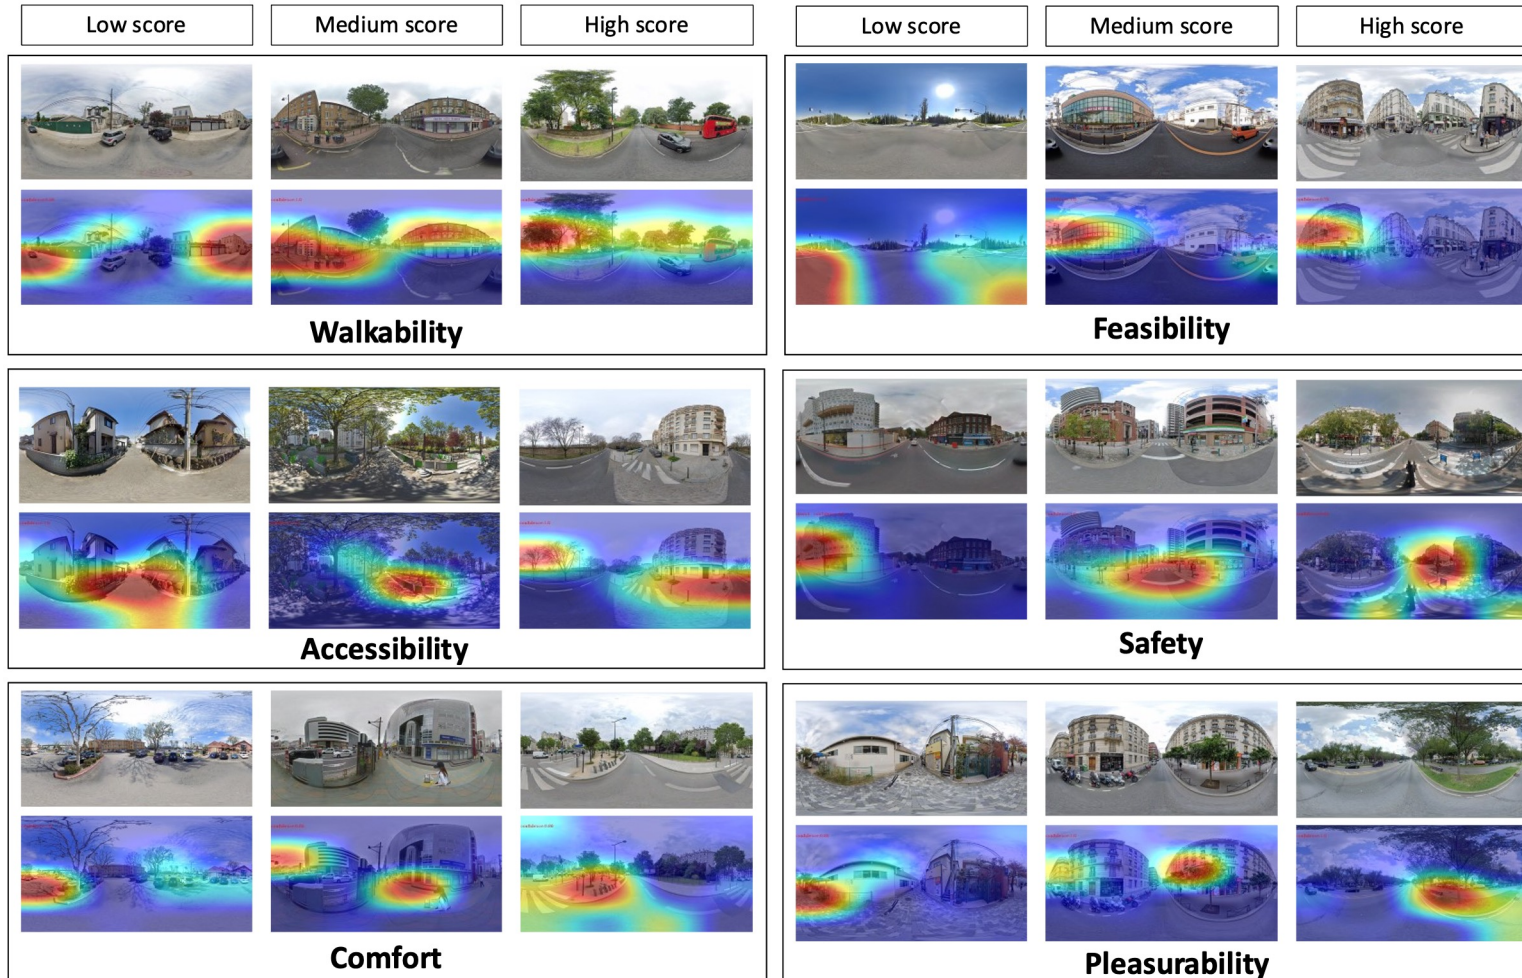 Low score
Medium score
High score
Low score
Medium score
High score
Walkability
Feasibility
Accessibility
Safety
Comfort
Pleasurability